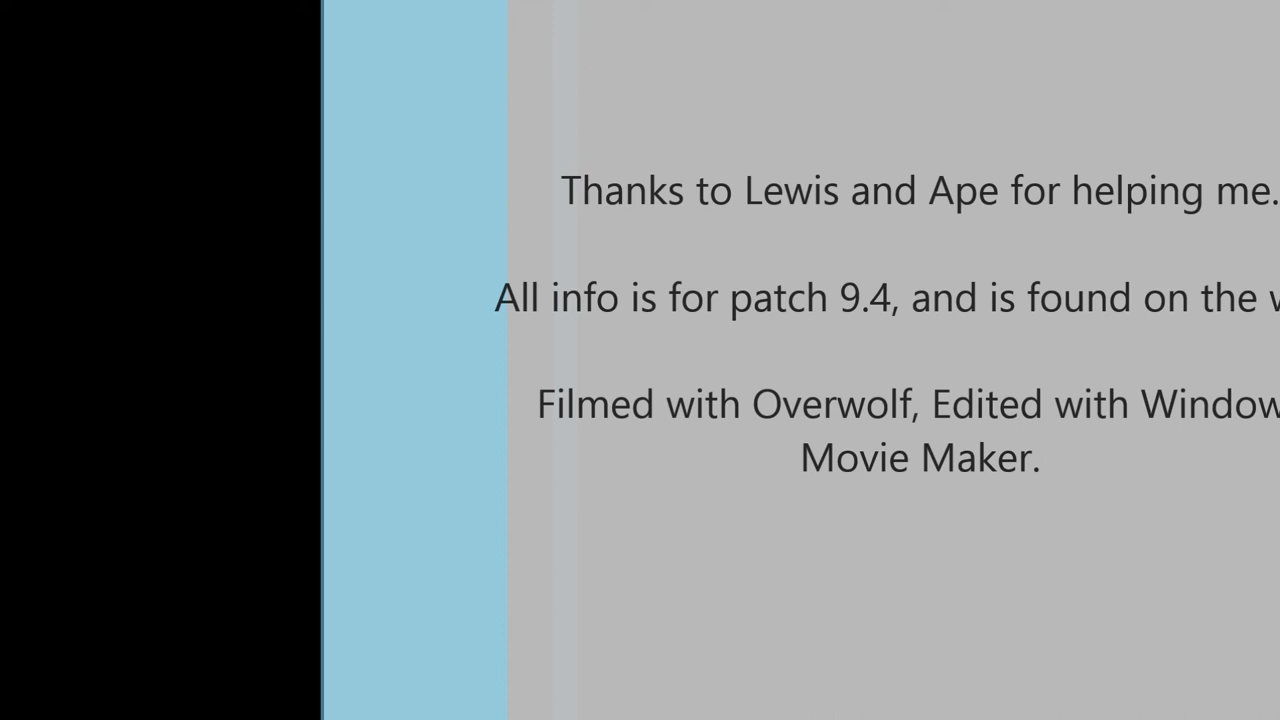 Thanks to Lewis and Ape for helping me.
All info is for patch 9.4, and is found on the
Filmed with Overwolf, Edited with Window
Movie Maker.